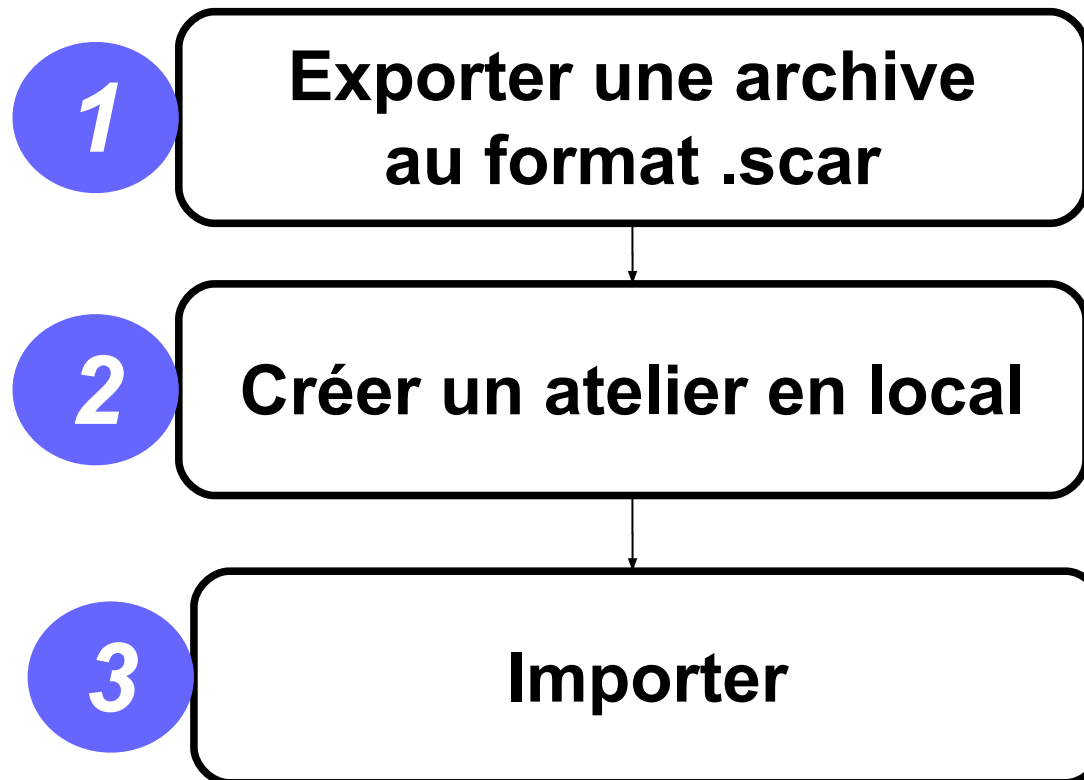 1
Exporter une archive
au format .scar
2
Créer un atelier en local
3
Importer